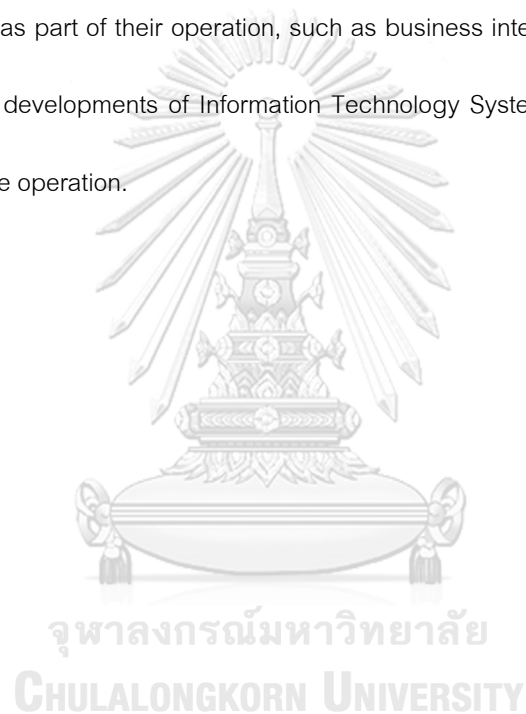 as part of their operation, such as business inte
developments of Information Technology Syste
e operation.
จุฬาลงกรณ์มหาวิทยาลัย
CHULALONGKORN UNIVERSITY